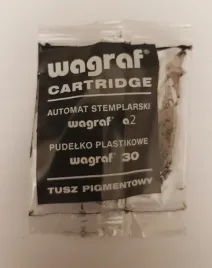 wagraf®
CARTRIDGE
AUTOMAT STEMPLARSKI
wagraf® a2
PUDEŁKO PLASTIKOWE
wagraf® 30
TUSZ PIGMENTOWY